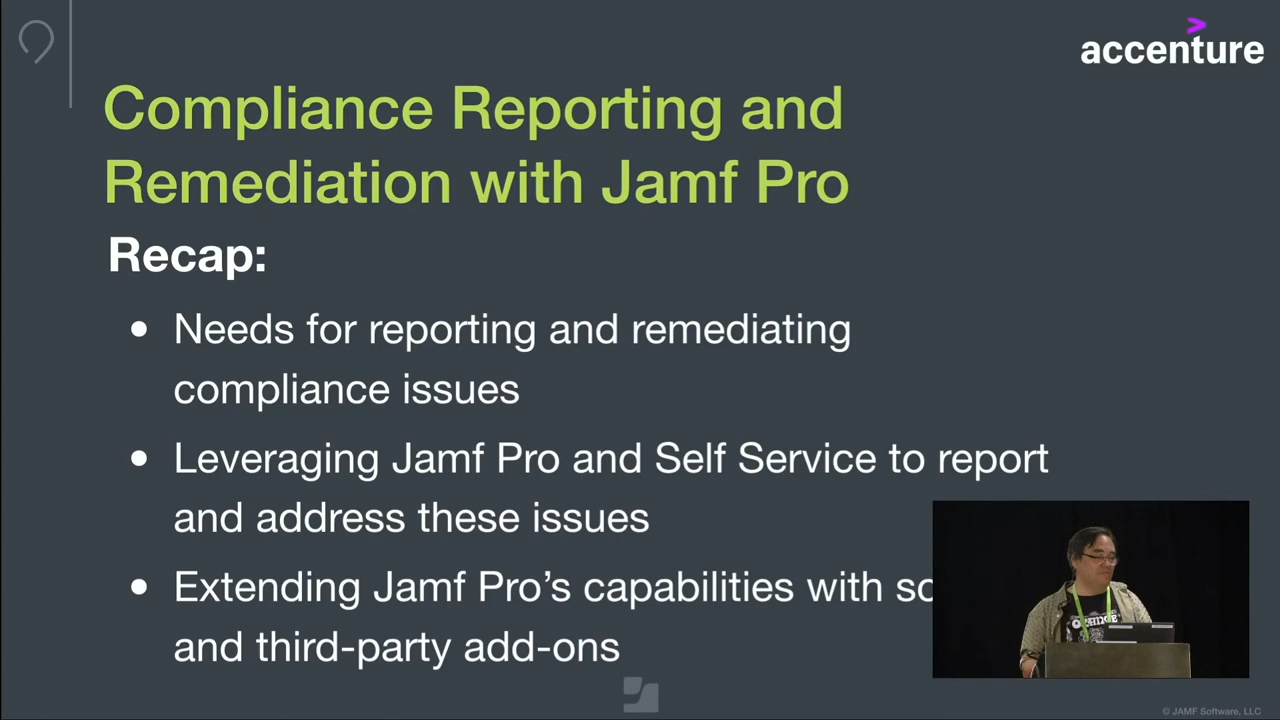 accenture
Compliance Reporting and
Remediation with Jamf Pro
Recap:
• Needs for reporting and remediating
compliance issues
• Leveraging Jamf Pro and Self Service to report
and address these issues
• Extending Jamf Pro’s capabilities with
and third-party add-ons
© JAMF Software, LLC